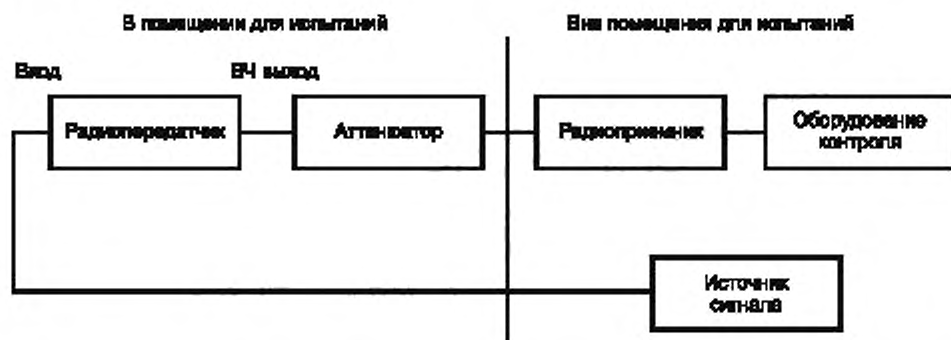 В помещении для испытаний
Вне помещения для испытаний
Вход
ВЧ выход
Радиопередатчик
Аттенюатор
Радиоприемник
Оборудование
контроля
Источник
сигнала